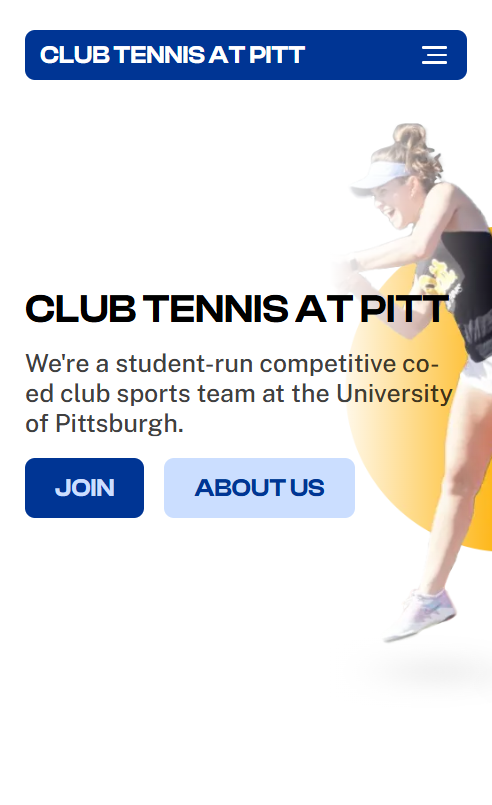 CLUB TENNIS AT PITT
CLUB TENNIS AT PITT
We're a student-run competitive co-
ed club sports team at the University
of Pittsburgh.
JOIN
ABOUT US